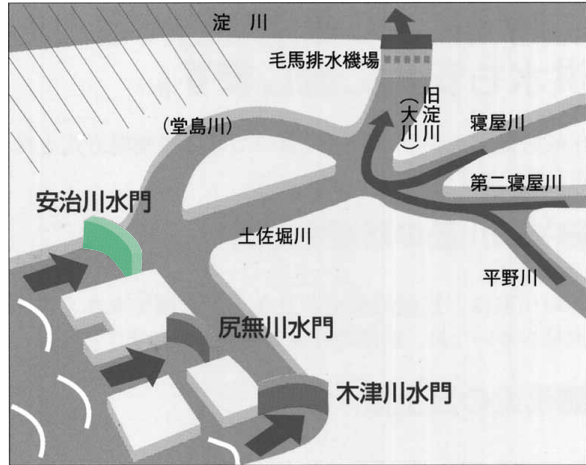 淀 川
毛馬排水機場
旧淀川
（大川）
（堂島川）
寝屋川
第二寝屋川
安治川水門
土佐堀川
平野川
尻無川水門
木津川水門